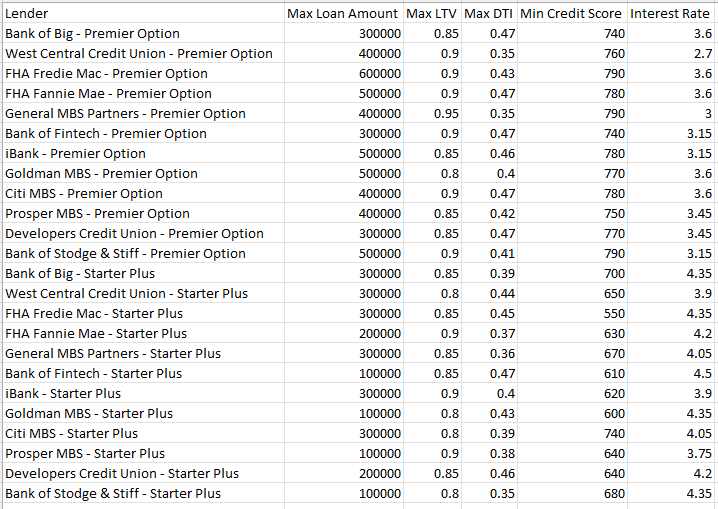 Lender Max Loan Amount Max LTV Max DTI Min Credit Score Interest Rate
Bank of Big - Premier Option 300000 0.85 0.47 740 3.6
West Central Credit Union - Premier Option 400000 0.9 0.35 760 2.7
FHA Fredie Mac - Premier Option 600000 0.9 0.43 790 3.6
FHA Fannie Mae - Premier Option 500000 0.9 0.47 780 3.6
General MBS Partners - Premier Option 400000 0.95 0.35 790 3
Bank of Fintech - Premier Option 300000 0.9 0.47 740 3.15
iBank - Premier Option 500000 0.85 0.46 780 3.15
Goldman MBS - Premier Option 500000 0.8 0.4 770 3.6
Citi MBS - Premier Option 400000 0.9 0.47 780 3.6
Prosper MBS - Premier Option 400000 0.85 0.42 750 3.45
Developers Credit Union - Premier Option 300000 0.85 0.47 770 3.45
Bank of Stodge & Stiff - Premier Option 500000 0.9 0.41 790 3.15
Bank of Big - Starter Plus 300000 0.85 0.39 700 4.35
West Central Credit Union - Starter Plus 300000 0.8 0.44 650 3.9
FHA Fredie Mac - Starter Plus 300000 0.85 0.45 550 4.35
FHA Fannie Mae - Starter Plus 200000 0.9 0.37 630 4.2
General MBS Partners - Starter Plus 300000 0.85 0.36 670 4.05
Bank of Fintech - Starter Plus 100000 0.85 0.47 610 4.5
iBank - Starter Plus 300000 0.9 0.4 620 3.9
Goldman MBS - Starter Plus 100000 0.8 0.43 600 4.35
Citi MBS - Starter Plus 300000 0.8 0.39 740 4.05
Prosper MBS - Starter Plus 100000 0.9 0.38 640 3.75
Developers Credit Union - Starter Plus 200000 0.85 0.46 640 4.2
Bank of Stodge & Stiff - Starter Plus 100000 0.8 0.35 680 4.35